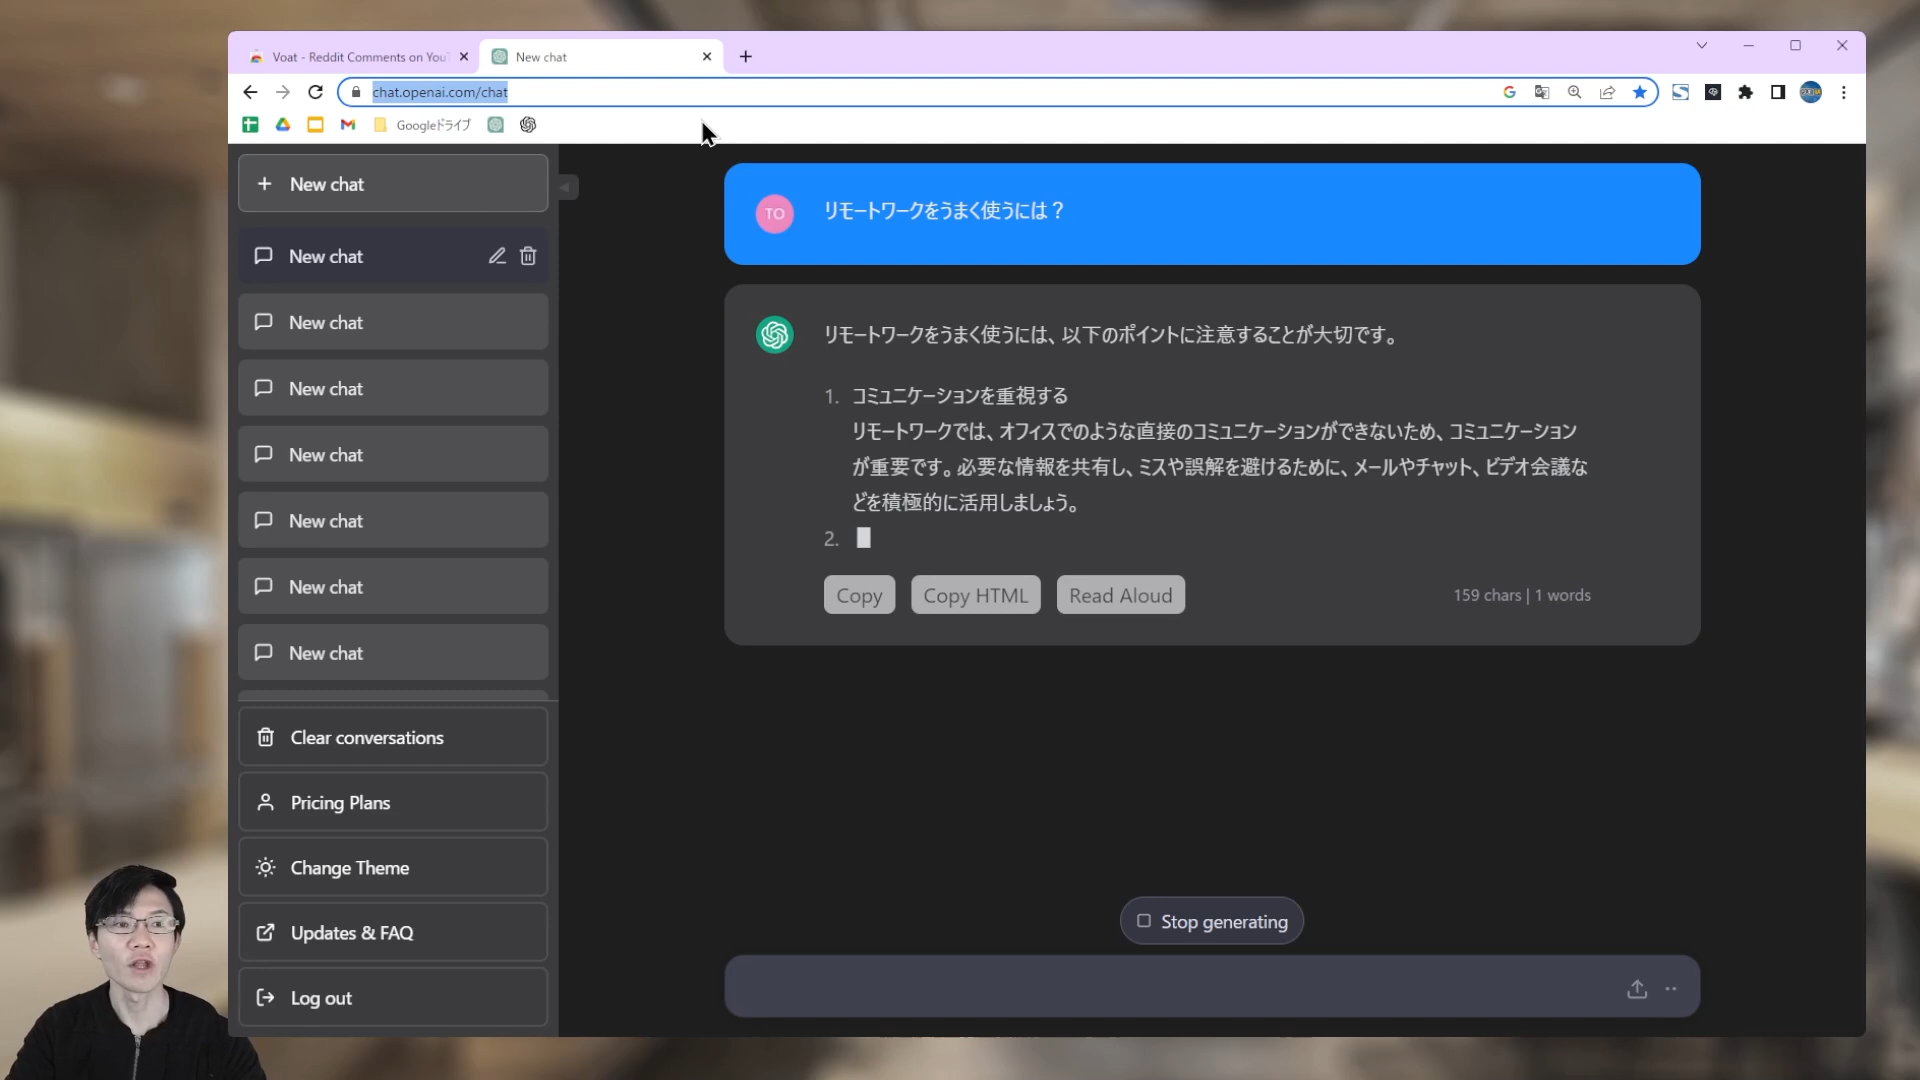 Voat - Reddit Comments on You
New chat
chat.openai.com/chat
Googleドライブ
New chat
New chat
New chat
New chat
New chat
New chat
New chat
New chat
Clear conversations
Pricing Plans
Change Theme
Updates & FAQ
Log out
TO
リモートワークをうまく使うには？
リモートワークをうまく使うには、以下のポイントに注意することが大切です。
1. コミュニケーションを重視する
リモートワークでは、オフィスでのような直接のコミュニケーションができないため、コミュニケーション
が重要です。必要な情報を共有し、ミスや誤解を避けるために、メールやチャット、ビデオ会議な
どを積極的に活用しましょう。
2.
Copy
Copy HTML
Read Aloud
159 chars | 1 words
Stop generating